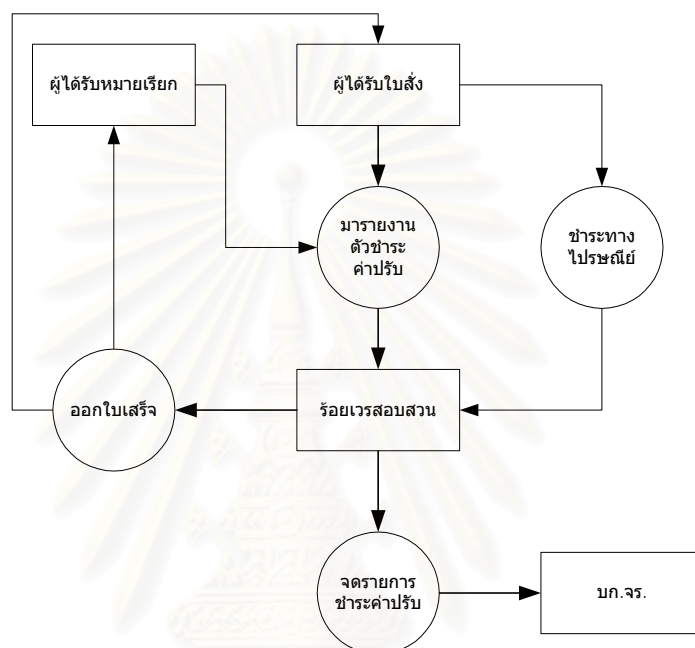 ผู้ได้รับหมายเรียก
ผู้ได้รับใบสั่ง
มารายงาน
ตัวชำระ
ค่าปรับ
ชำระทาง
ไปรษณีย์
ออกใบเสร็จ
ร้อยเวรสอบสวน
จดรายการ
ชำระค่าปรับ
บก.จร.